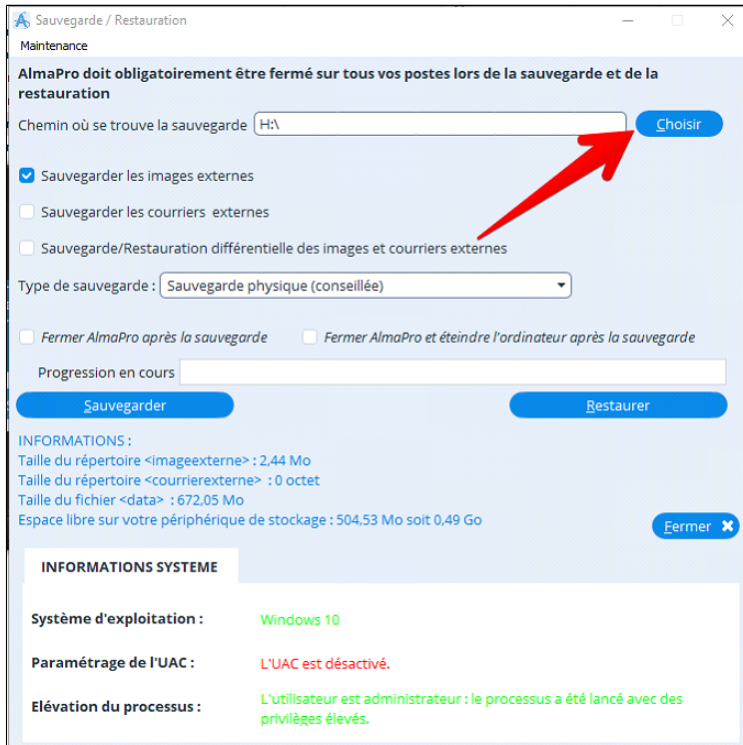 Sauvegarde / Restauration
Maintenance
AlmaPro doit obligatoirement être fermé sur tous vos postes lors de la sauvegarde et de la
restauration
Chemin où se trouve la sauvegarde H:\ Choisir
Sauvegarder les images externes
Sauvegarder les courriers externes
Sauvegarde/Restauration différentielle des images et courriers externes
Type de sauvegarde : Sauvegarde physique (conseillée)
Fermer AlmaPro après la sauvegarde Fermer AlmaPro et éteindre l'ordinateur après la sauvegarde
Progression en cours
Sauvegarder Restaurer
INFORMATIONS :
Taille du répertoire <imageexterne> : 2,44 Mo
Taille du répertoire <courrierexterne> : 0 octet
Taille du fichier <data> : 672,05 Mo
Espace libre sur votre périphérique de stockage : 504,53 Mo soit 0,49 Go
Fermer
INFORMATIONS SYSTEME
Système d'exploitation : Windows 10
Paramétrage de l'UAC : L'UAC est désactivé.
Elévation du processus : L'utilisateur est administrateur : le processus a été lancé avec des
privilèges élevés.